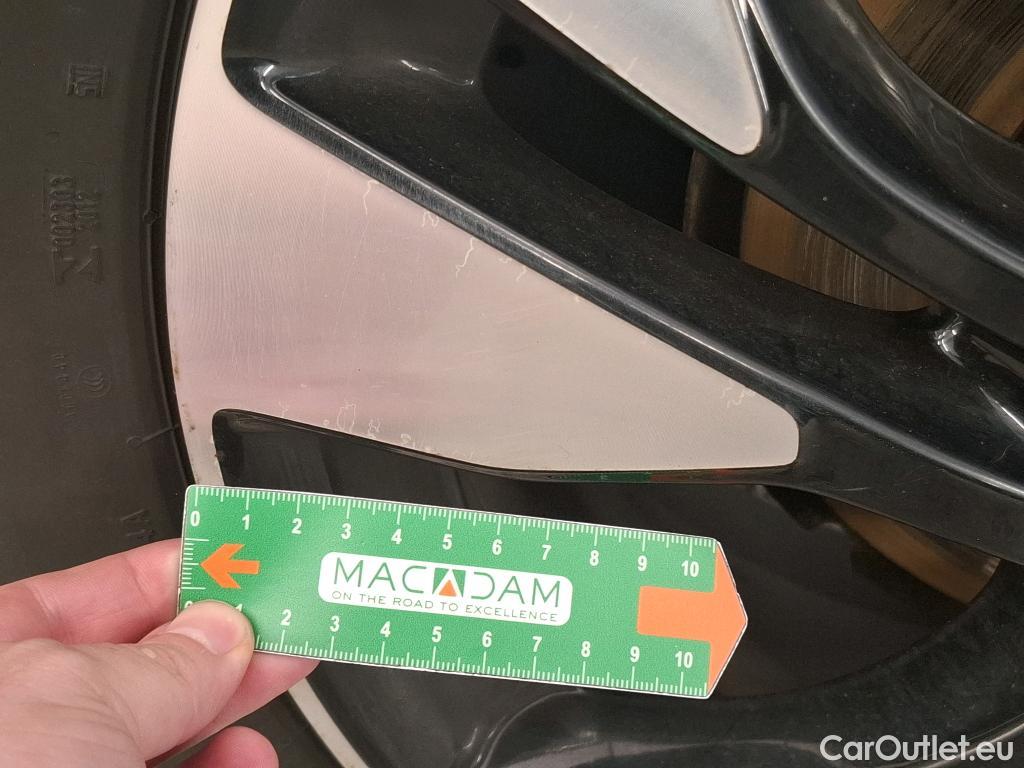 0 1 2 3 4 5 6 7 8 9 10
MACADAM
ON THE ROAD TO EXCELLENCE
2 3 4 5 6 7 8 9 10
CarOutlet.eu